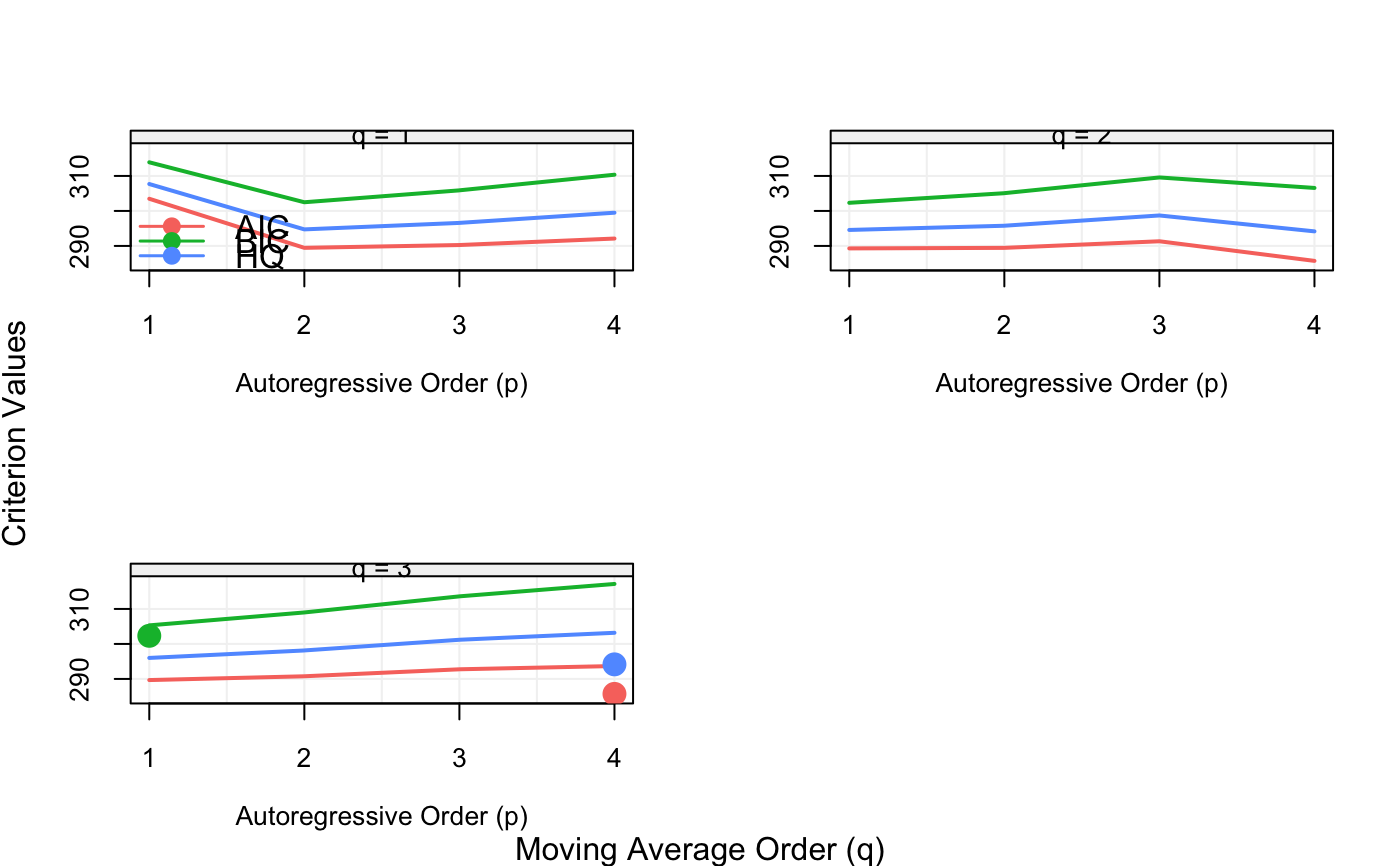 q = 1
310
290
AIC
BIC
HQ
1 2 3 4
Autoregressive Order (p)
q = 2
310
290
1 2 3 4
Autoregressive Order (p)
Criterion Values
q = 3
310
290
1 2 3 4
Autoregressive Order (p)
Moving Average Order (q)